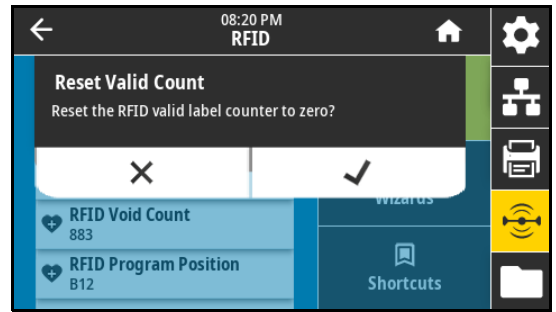 08:20 PM
RFID
Reset Valid Count
Reset the RFID valid label counter to zero?
Wizards
RFID Void Count
883
RFID Program Position
B12
Shortcuts